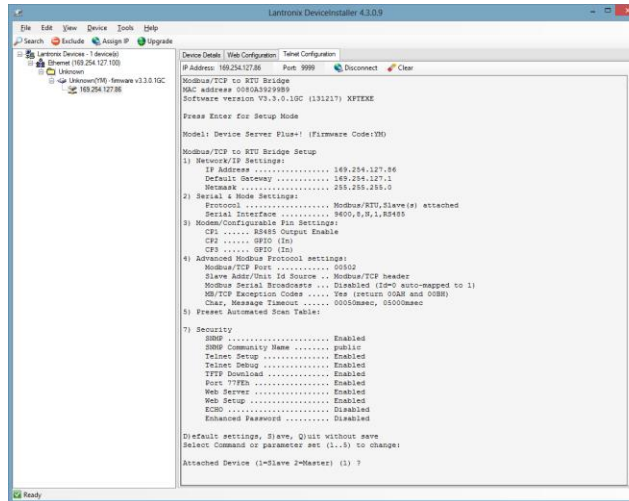 Lantronix DeviceInstaller 4.3.0.9
File Edit View Device Tools Help
Search Exclude Assign IP Upgrade
Lantronix Devices - 1 device(s)
Ethernet (169.254.127.100)
Unknown
Unknown(YM) - firmware v3.3.0.1GC
169.254.127.86
Device Details Web Configuration Telnet Configuration
IP Address: 169.254.127.86 Port: 9999 Disconnect Clear
Modbus/TCP to RTU Bridge
MAC address 0080A39299B9
Software version V3.3.0.1GC (131217) XPTEXE
Press Enter for Setup Mode
Model: Device Server Plus+! (Firmware Code:YM)
Modbus/TCP to RTU Bridge Setup
1) Network/IP Settings:
IP Address ................. 169.254.127.86
Default Gateway ............ 169.254.127.1
Netmask .................... 255.255.255.0
2) Serial & Mode Settings:
Protocol ................... Modbus/RTU,Slave(s) attached
Serial Interface ........... 9600,8,N,1,RS485
3) Modem/Configurable Pin Settings:
CP1 ...... RS485 Output Enable
CP2 ...... GPIO (In)
CP3 ...... GPIO (In)
4) Advanced Modbus Protocol settings:
Modbus/TCP Port ............ 00502
Slave Addr/Unit Id Source .. Modbus/TCP header
Modbus Serial Broadcasts ... Disabled (Id=0 auto-mapped to 1)
MB/TCP Exception Codes ..... Yes (return 00AH and 00BH)
Char, Message Timeout ...... 00050msec, 05000msec
5) Preset Automated Scan Table:
7) Security
SNMP ....................... Enabled
SNMP Community Name ........ public
Telnet Setup ............... Enabled
Telnet Debug ............... Enabled
TFTP Download .............. Enabled
Port 77FEh ................. Enabled
Web Server ................. Enabled
Web Setup .................. Enabled
ECHO ....................... Disabled
Enhanced Password .......... Disabled
D)efault settings, S)ave, Q)uit without save
Select Command or parameter set (1..5) to change:
Attached Device (1=Slave 2=Master) (1) ?
Ready